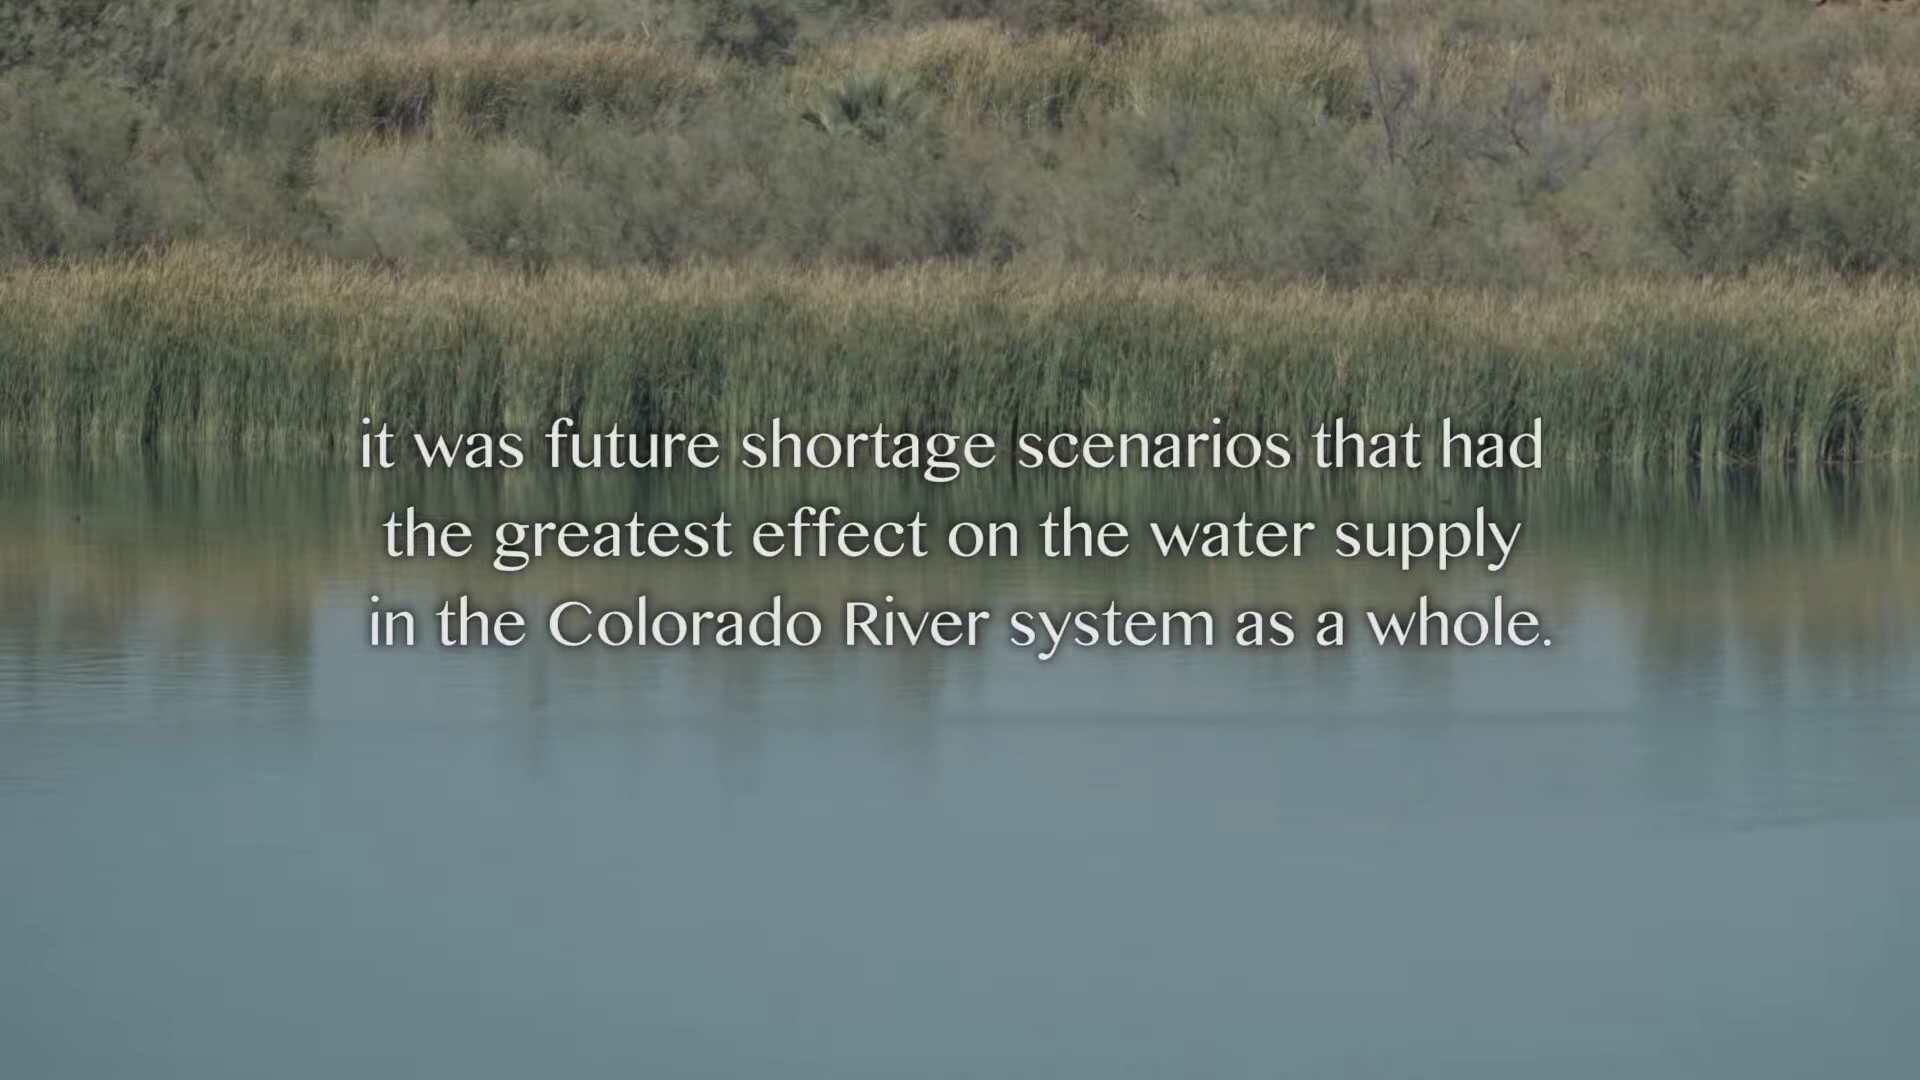 it was future shortage scenarios that had
the greatest effect on the water supply
in the Colorado River system as a whole.